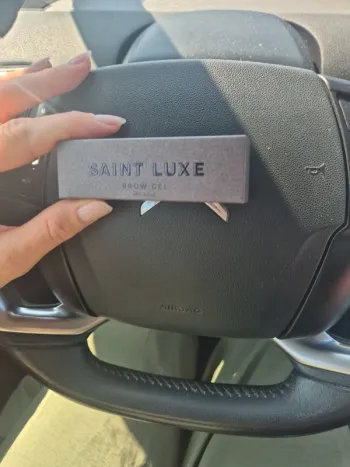 SAINT LUXE
BROW GEL
AIRBAG